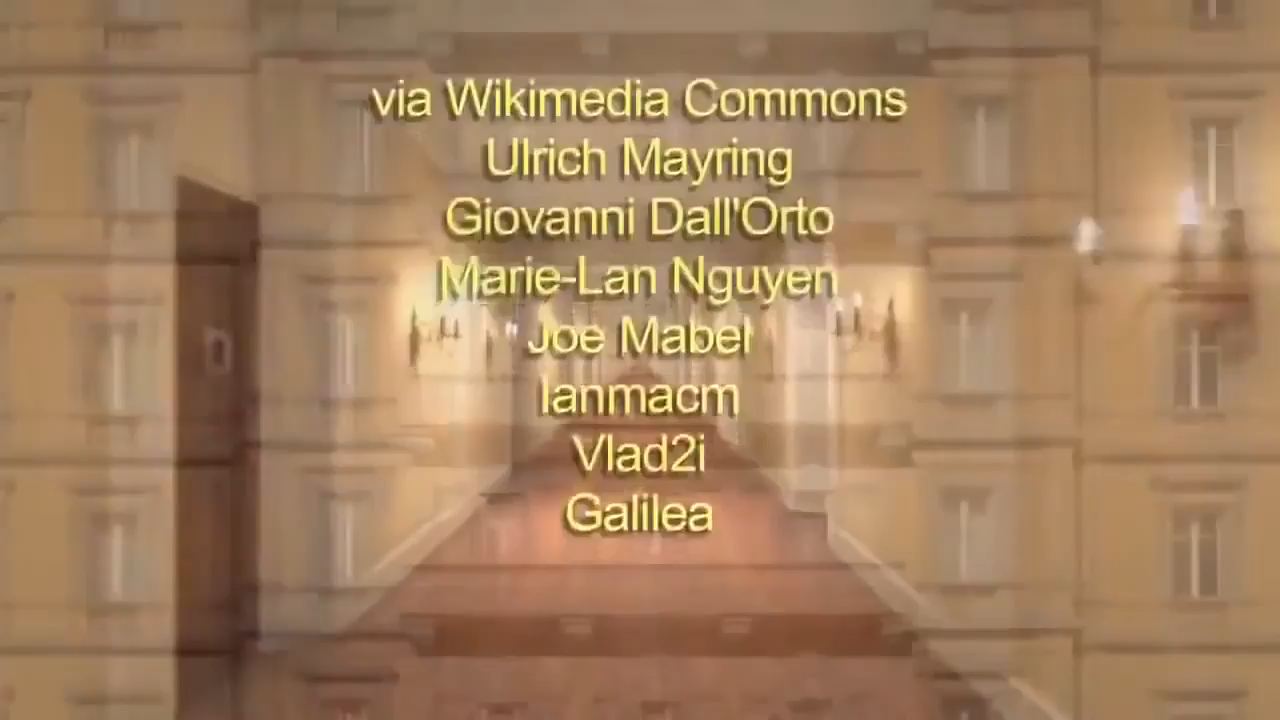 via Wikimedia Commons
Ulrich Mayring
Giovanni Dall'Orto
Marie-Lan Nguyen
Joe Mabel
Ianmacm
Vlad2i
Galilea